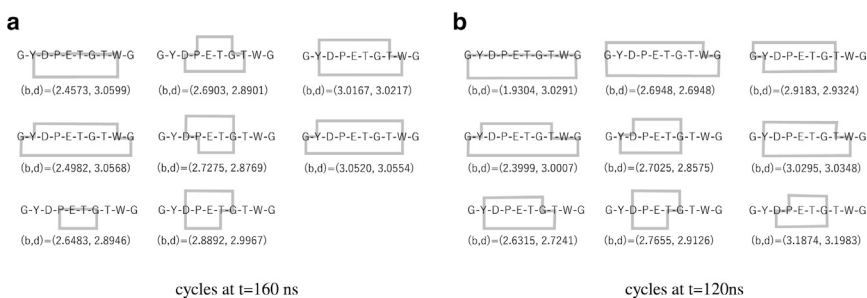 a
G-Y-D-P-E-T-G-T-W-G G-Y-D-P-E-T-G-T-W-G G-Y-D-P-E-T-G-T-W-G
(b,d)=(2.4573, 3.0599) (b,d)=(2.6903, 2.8901) (b,d)=(3.0167, 3.0217)
G-Y-D-P-E-T-G-T-W-G G-Y-D-P-E-T-G-T-W-G G-Y-D-P-E-T-G-T-W-G
(b,d)=(2.4982, 3.0568) (b,d)=(2.7275, 2.8769) (b,d)=(3.0520, 3.0554)
G-Y-D-P-E-T-G-T-W-G G-Y-D-P-E-T-G-T-W-G
(b,d)=(2.6483, 2.8946) (b,d)=(2.8892, 2.9967)
cycles at t=160 ns
b
G-Y-D-P-E-T-G-T-W-G G-Y-D-P-E-T-G-T-W-G G-Y-D-P-E-T-G-T-W-G
(b,d)=(1.9304, 3.0291) (b,d)=(2.6948, 2.6948) (b,d)=(2.9183, 2.9324)
G-Y-D-P-E-T-G-T-W-G G-Y-D-P-E-T-G-T-W-G G-Y-D-P-E-T-G-T-W-G
(b,d)=(2.3999, 3.0007) (b,d)=(2.7025, 2.8575) (b,d)=(3.0295, 3.0348)
G-Y-D-P-E-T-G-T-W-G G-Y-D-P-E-T-G-T-W-G G-Y-D-P-E-T-G-T-W-G
(b,d)=(2.6315, 2.7241) (b,d)=(2.7655, 2.9126) (b,d)=(3.1874, 3.1983)
cycles at t=120ns